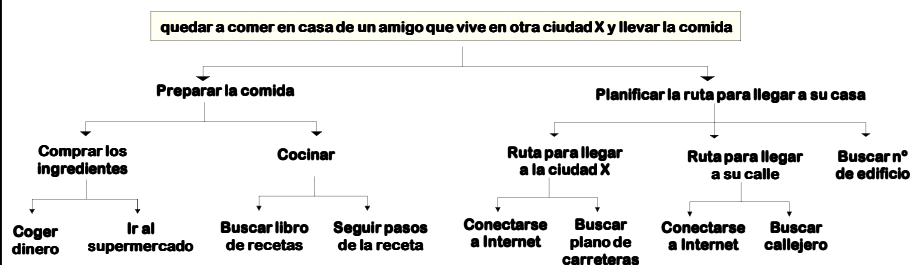 quedar a comer en casa de un amigo que vive en otra ciudad X y llevar la comida
Preparar la comida
Planificar la ruta para llegar a su casa
Comprar los
ingredientes
Cocinar
Ruta para llegar
a la ciudad X
Ruta para llegar
a su calle
Buscar nº
de edificio
Coger
dinero
Ir al
supermercado
Buscar libro
de recetas
Seguir pasos
de la receta
Conectarse
a Internet
Buscar
plano de
carreteras
Conectarse
a Internet
Buscar
callejero